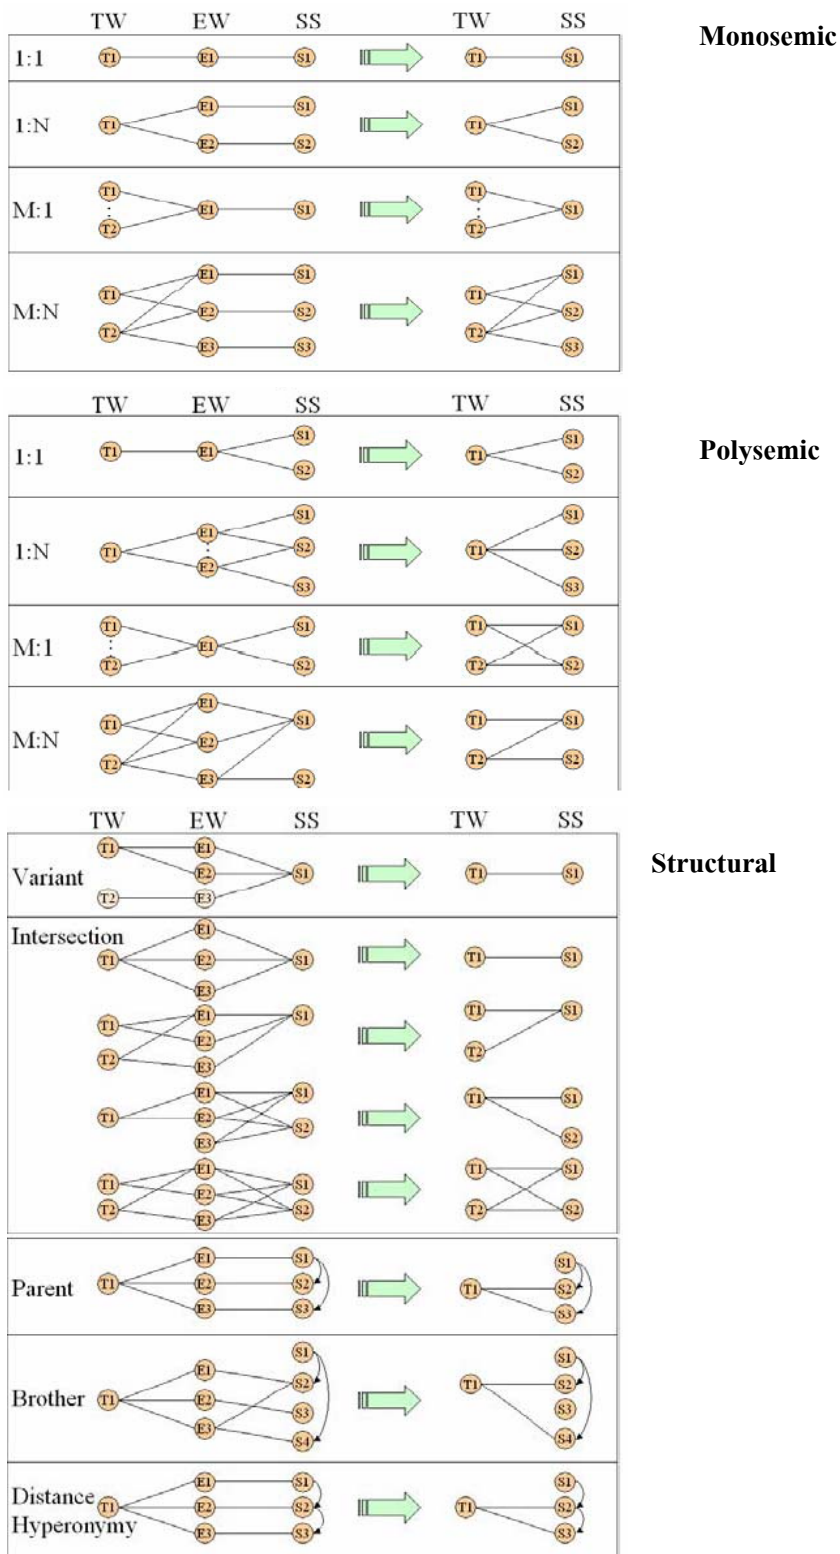 TW EW SS TW SS
Monosemic
1:1 T1 E1 S1 T1 S1
1:N T1 E1 E2 S1 S2 T1 S1 S2
M:1 T1 T2 E1 S1 T1 T2 S1
M:N T1 T2 E1 E2 E3 S1 S2 S3 T1 T2 S1 S2 S3
TW EW SS TW SS
Polysemic
1:1 T1 E1 S1 S2 T1 S1 S2
1:N T1 E1 E2 S1 S2 S3 T1 S1 S2 S3
M:1 T1 T2 E1 S1 S2 T1 T2 S1 S2
M:N T1 T2 E1 E2 E3 S1 S2 T1 T2 S1 S2
TW EW SS TW SS
Structural
Variant T1 T2 E1 E2 E3 S1 T1 S1
Intersection T1 E1 E2 E3 S1 T1 S1
T1 T2 E1 E2 E3 S1 T1 T2 S1
T1 E1 E2 E3 S1 S2 T1 S1 S2
T1 T2 E1 E2 E3 S1 S2 T1 T2 S1 S2
Parent T1 E1 E2 E3 S1 S2 S3 T1 S1 S2 S3
Brother T1 E1 E2 E3 S1 S2 S3 S4 T1 S1 S2 S3 S4
Distance
Hyperonymy T1 E1 E2 E3 S1 S2 S3 T1 S1 S2 S3